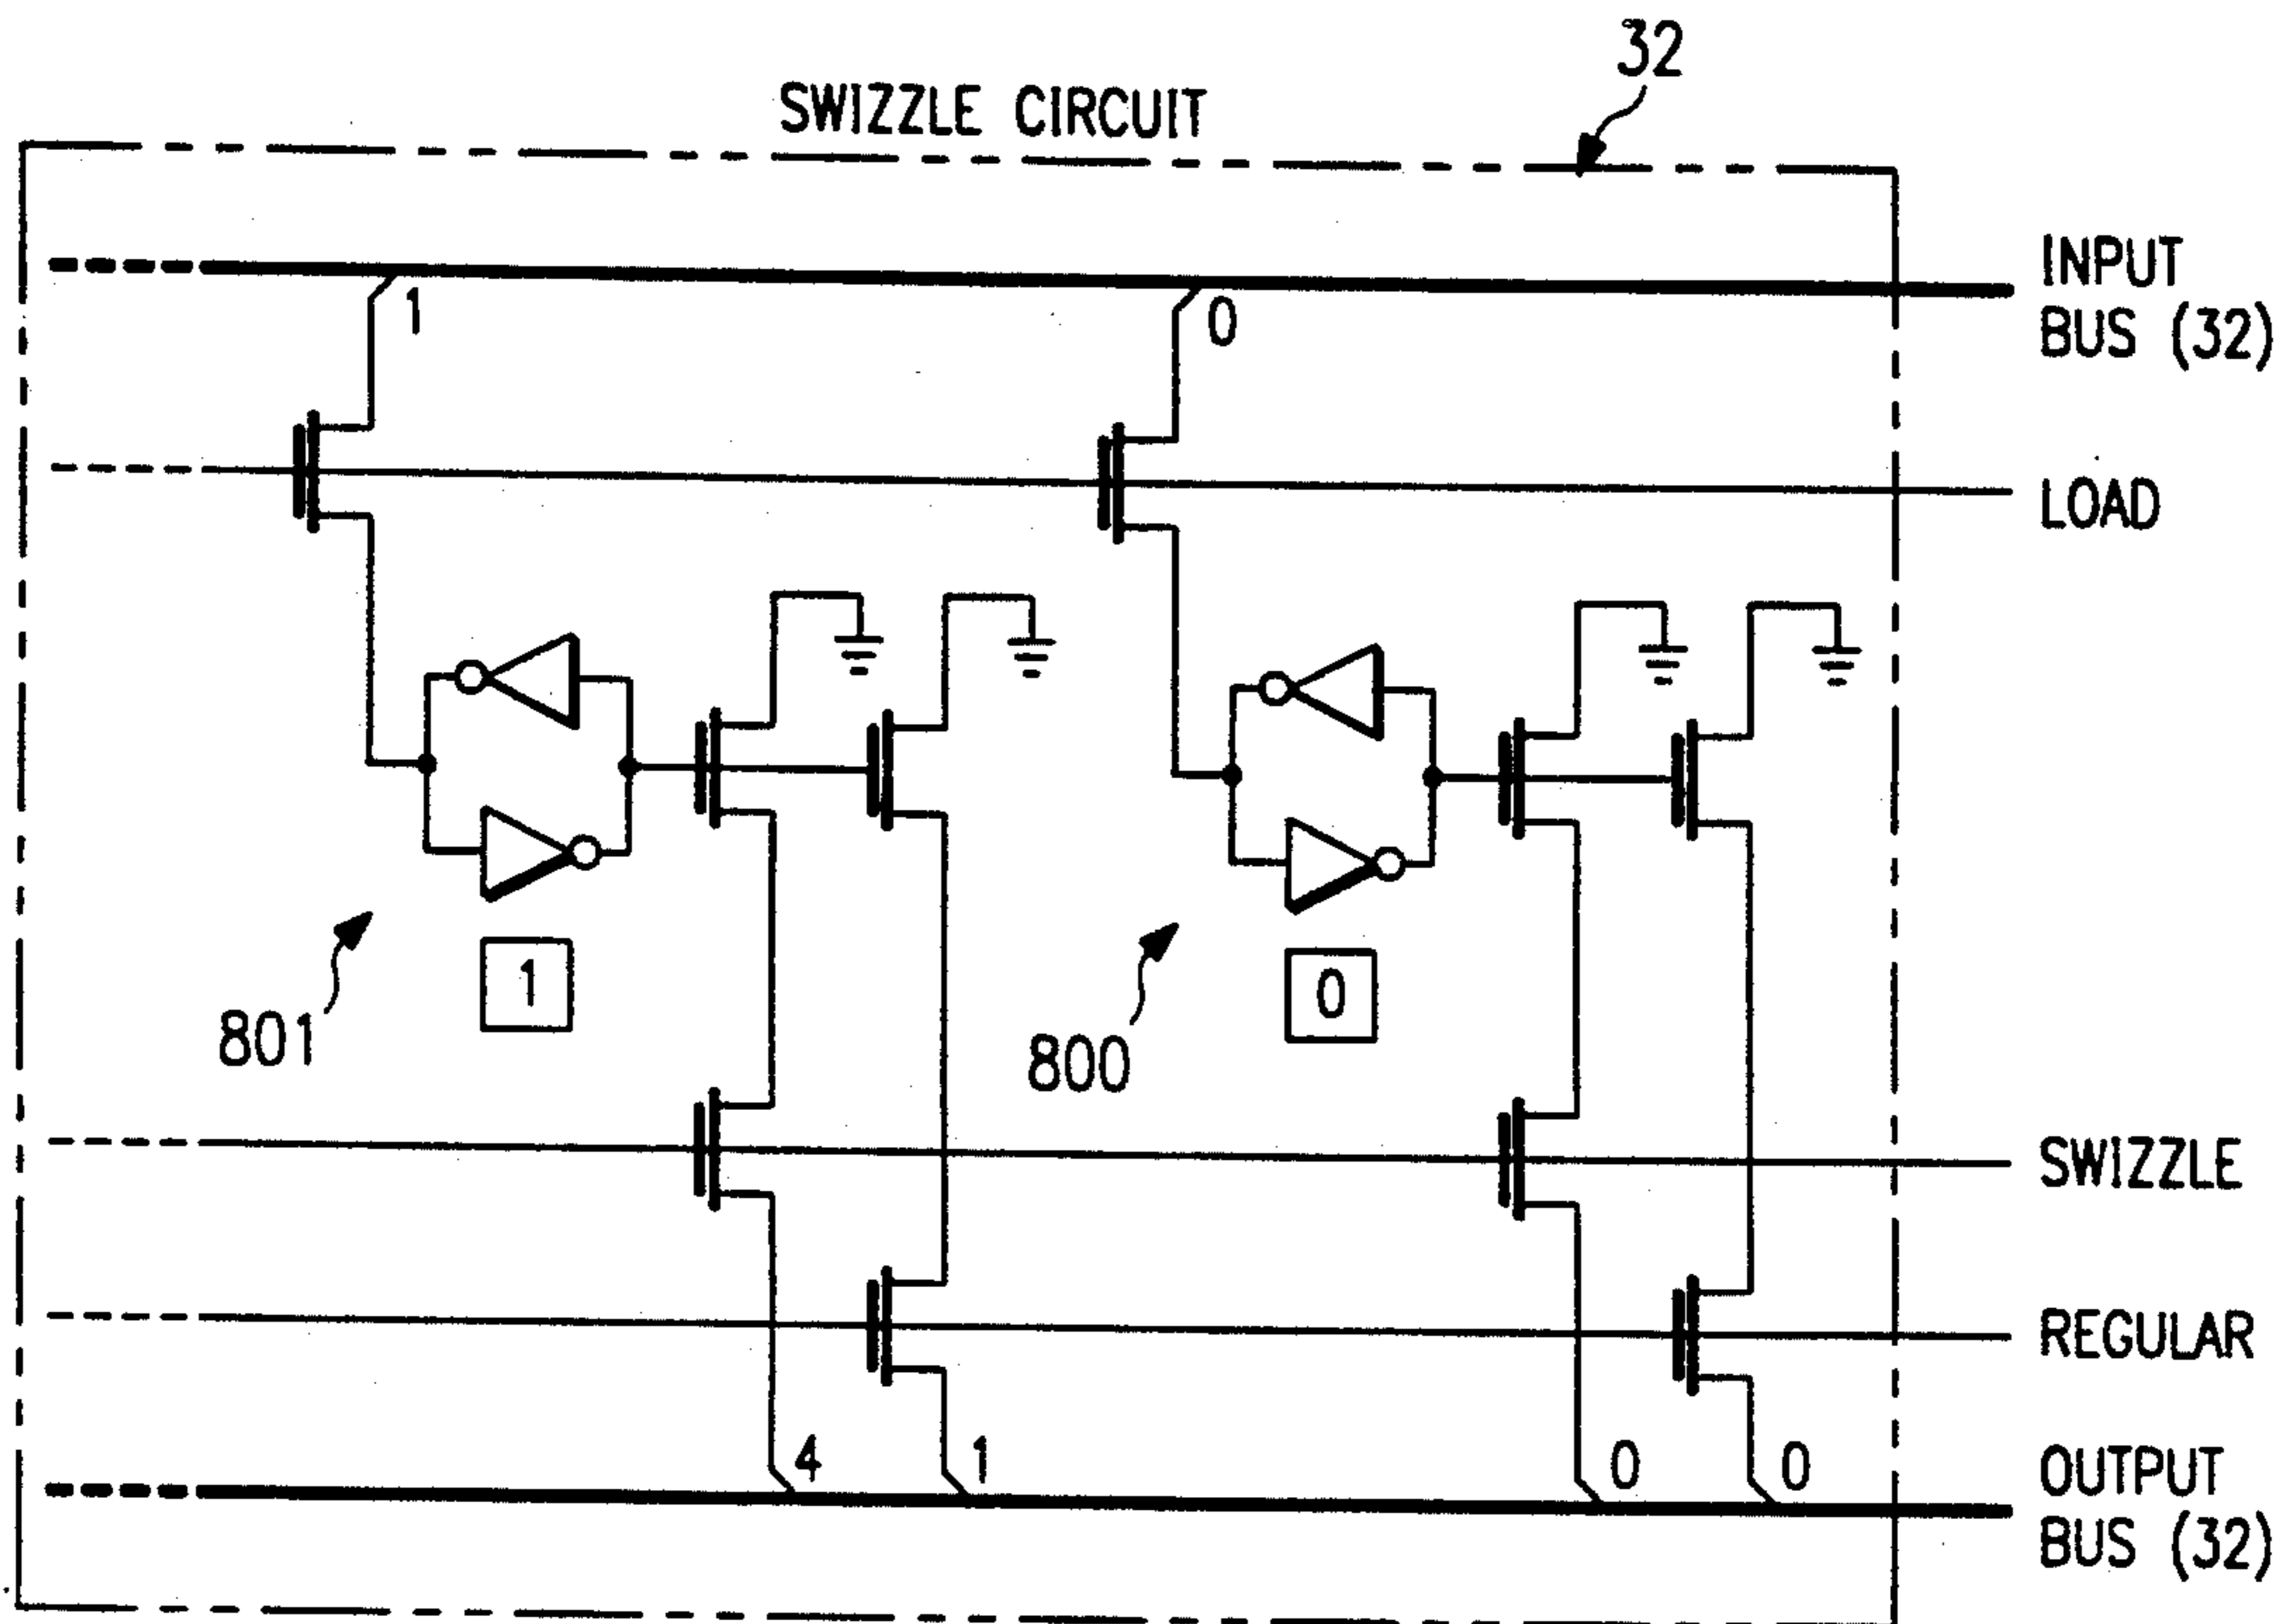 32
SWIZZLE CIRCUIT
INPUT
BUS (32)
1
0
LOAD
1
0
801
800
SWIZZLE
REGULAR
4
1
0
0
OUTPUT
BUS (32)